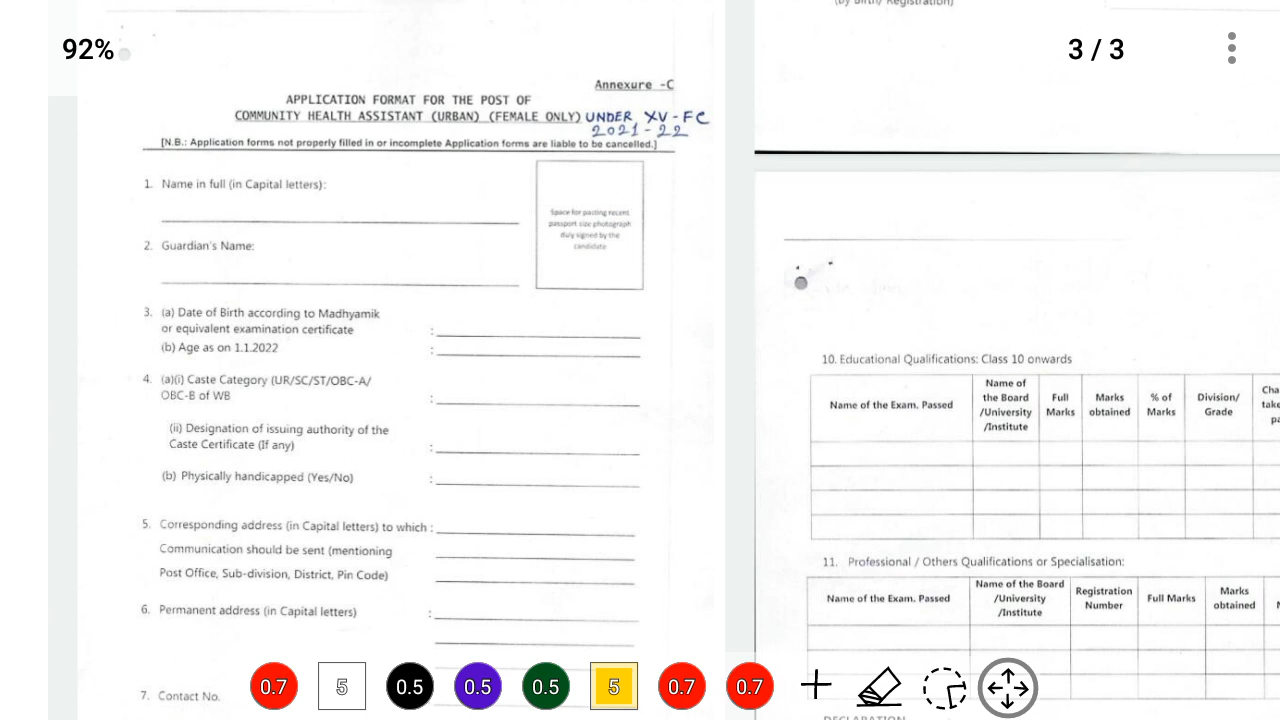 92%
3 / 3
Annexure -C
APPLICATION FORMAT FOR THE POST OF
COMMUNITY HEALTH ASSISTANT (URBAN) (FEMALE ONLY) UNDER XV-FC
2021-22
[N.B.: Application forms not properly filled in or incomplete Application forms are liable to be cancelled.]
1. Name in full (in Capital letters):
Space for pasting recent
passport size photograph
duly signed by the
candidate
2. Guardian's Name:
3. (a) Date of Birth according to Madhyamik
or equivalent examination certificate :
(b) Age as on 1.1.2022 :
4. (a)(i) Caste Category (UR/SC/ST/OBC-A/
OBC-B of WB :
(ii) Designation of issuing authority of the
Caste Certificate (If any) :
(b) Physically handicapped (Yes/No) :
5. Corresponding address (in Capital letters) to which :
Communication should be sent (mentioning
Post Office, Sub-division, District, Pin Code)
6. Permanent address (in Capital letters) :
7. Contact No.
(by Birth/ Registration)
10. Educational Qualifications: Class 10 onwards
Name of the Exam. Passed
Name of
the Board
/University
/Institute
Full
Marks
Marks
obtained
% of
Marks
Division/
Grade
Cha
take
pa
11. Professional / Others Qualifications or Specialisation:
Name of the Exam. Passed
Name of the Board
/University
/Institute
Registration
Number
Full Marks
Marks
obtained
DECLARATION
0.7 5 0.5 0.5 0.5 5 0.7 0.7